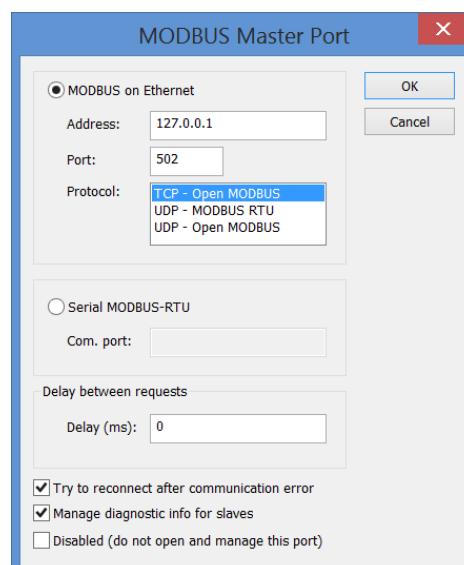 MODBUS Master Port
MODBUS on Ethernet
OK
Address: 127.0.0.1
Cancel
Port: 502
Protocol: TCP - Open MODBUS
UDP - MODBUS RTU
UDP - Open MODBUS
Serial MODBUS-RTU
Com. port:
Delay between requests
Delay (ms): 0
Try to reconnect after communication error
Manage diagnostic info for slaves
Disabled (do not open and manage this port)